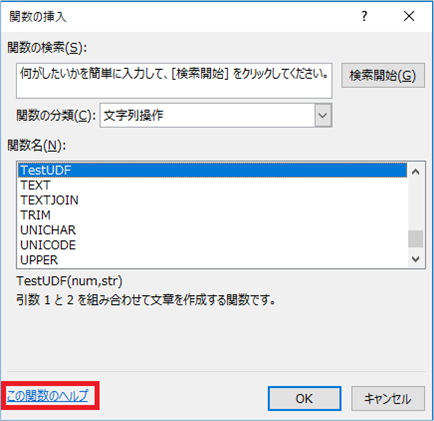 関数の挿入
?
×
関数の検索(S):
何がしたいかを簡単に入力して、[検索開始] をクリックしてください。
検索開始(G)
関数の分類(C): 文字列操作
関数名(N):
TestUDF
TEXT
TEXTJOIN
TRIM
UNICHAR
UNICODE
UPPER
TestUDF(num,str)
引数 1 と 2 を組み合わせて文章を作成する関数です。
この関数のヘルプ
OK
キャンセル